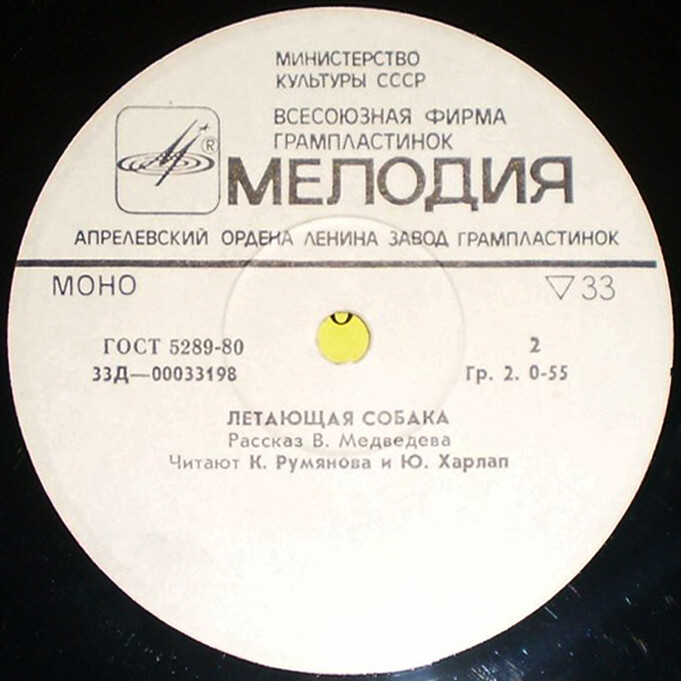 МИНИСТЕРСТВО
КУЛЬТУРЫ СССР
ВСЕСОЮЗНАЯ ФИРМА
ГРАМПЛАСТИНОК
®
МЕЛОДИЯ
АПРЕЛЕВСКИЙ ОРДЕНА ЛЕНИНА ЗАВОД ГРАМПЛАСТИНОК
МОНО ▽33
ГОСТ 5289-80 2
33Д—00033198 Гр. 2. 0-55
ЛЕТАЮЩАЯ СОБАКА
Рассказ В. Медведева
Читают К. Румянова и Ю. Харлап